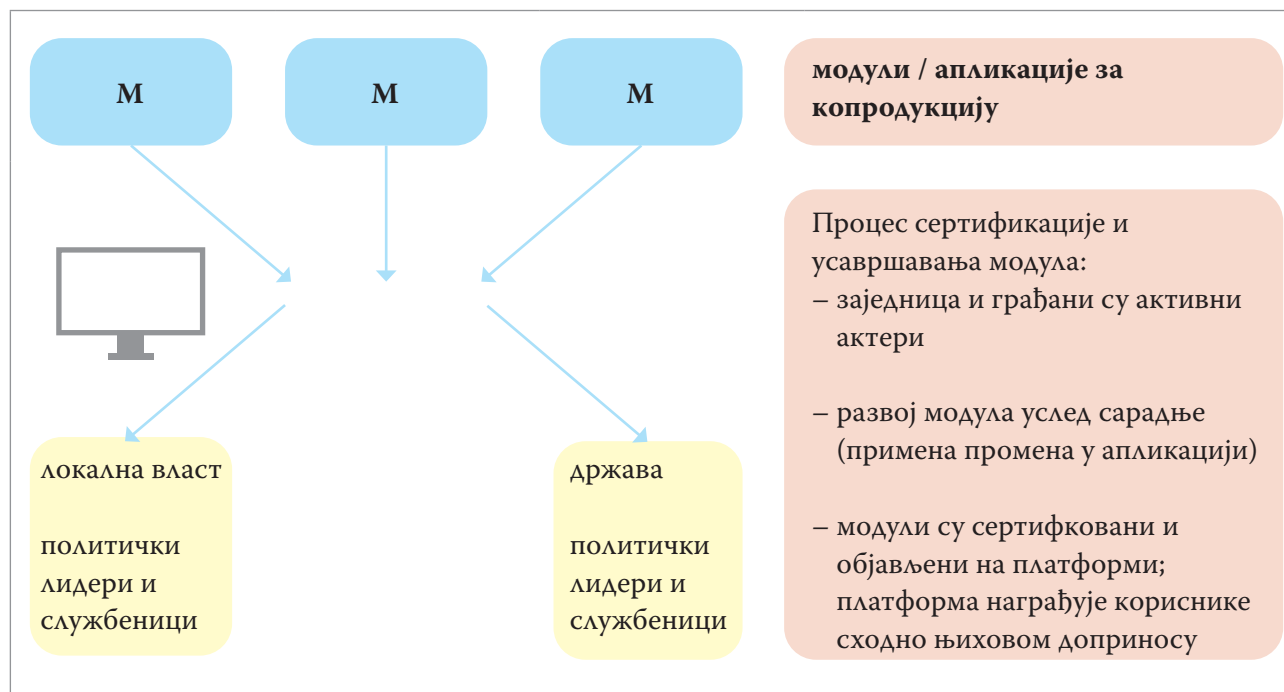 М
М
М
модули / апликације за
копродукцију
Процес сертификације и
усавршавања модула:
– заједница и грађани су активни
актери
– развој модула услед сарадње
(примена промена у апликацији)
– модули су сертифковани и
објављени на платформи;
платформа награђује кориснике
сходно њиховом доприносу
локална власт
политички
лидери и
службеници
држава
политички
лидери и
службеници